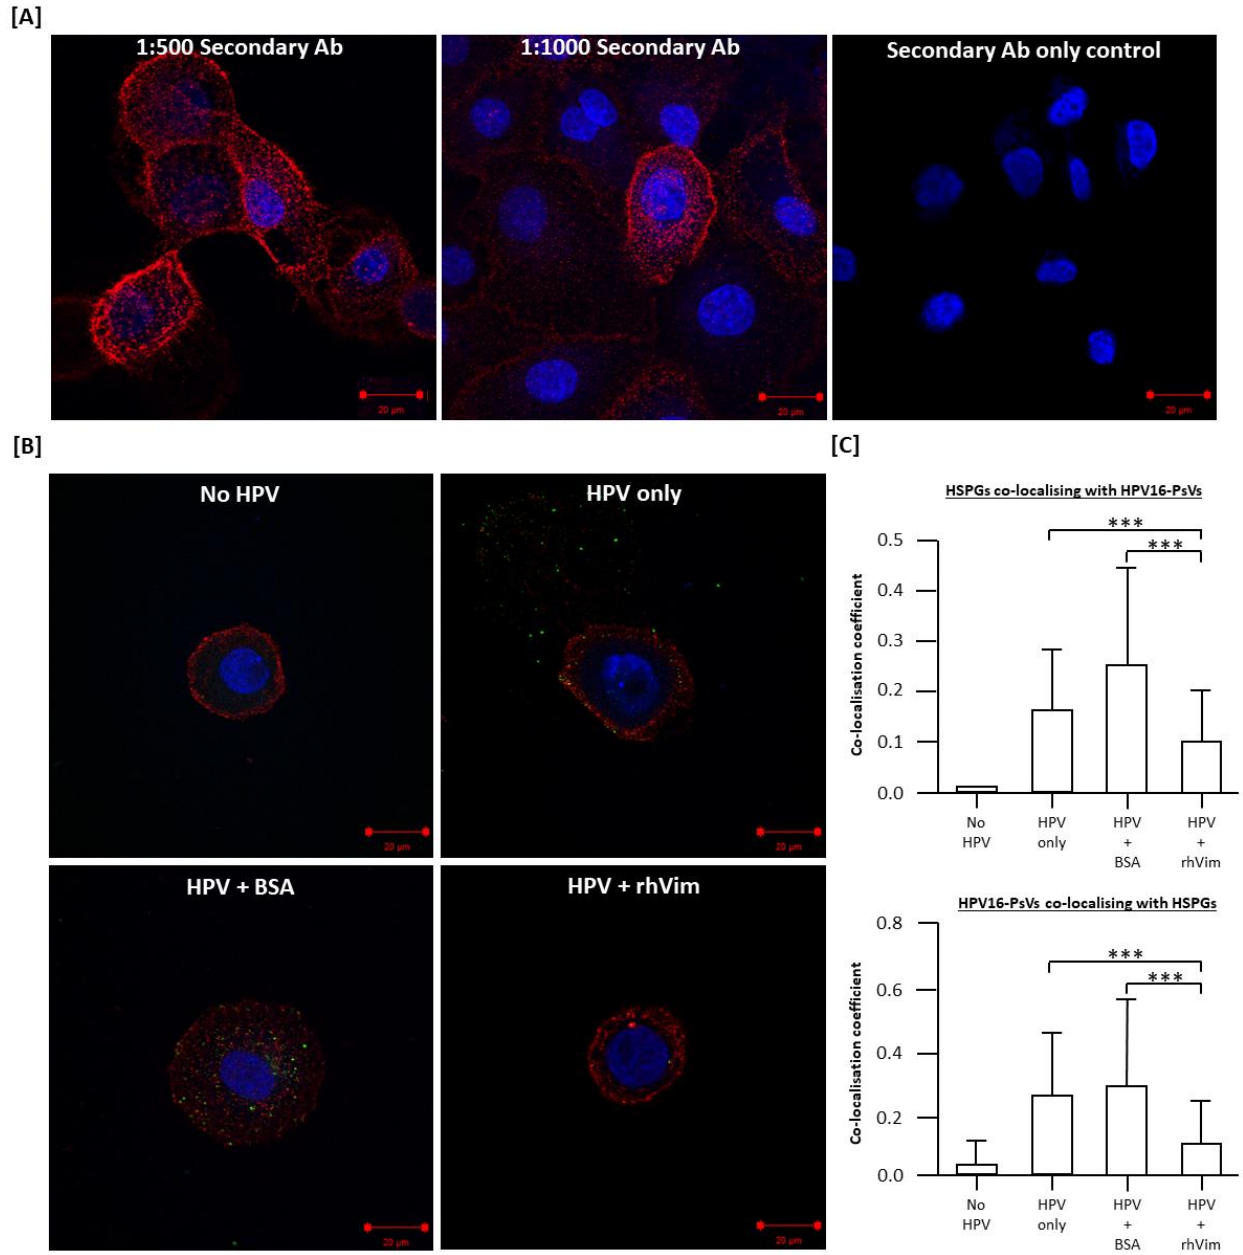 [A]
1:500 Secondary Ab
1:1000 Secondary Ab
Secondary Ab only control
20 µm
20 µm
20 µm
[B]
No HPV
HPV only
20 µm
20 µm
HPV + BSA
HPV + rhVim
20 µm
20 µm
[C]
HSPGs co-localising with HPV16-PsVs
Co-localisation coefficient
0.5
0.4
0.3
0.2
0.1
0.0
***
***
No
HPV
HPV
only
HPV
+
BSA
HPV
+
rhVim
HPV16-PsVs co-localising with HSPGs
Co-localisation coefficient
0.8
0.6
0.4
0.2
0.0
***
***
No
HPV
HPV
only
HPV
+
BSA
HPV
+
rhVim